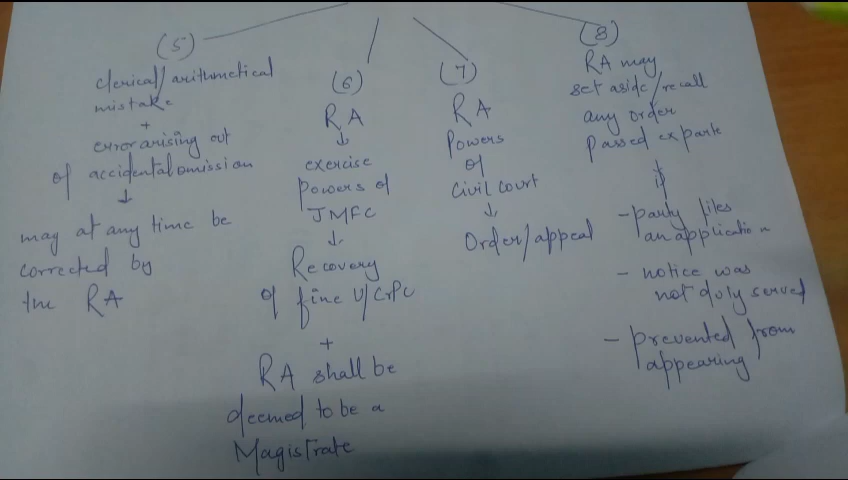 (5)
clerical/arithmetical
mistake
+
error arising out
of accidental omission
↓
may at any time be
corrected by
the RA
(6)
RA
↓
exercise
powers of
JMFC
↓
Recovery
of fine U/CrPC
+
RA shall be
deemed to be a
Magistrate
(7)
RA
Powers
of
Civil Court
↓
Order/appeal
(8)
RA may
set aside/recall
any order
passed ex parte
↓
if
- party files
an application
- notice was
not duly served
- prevented from
appearing